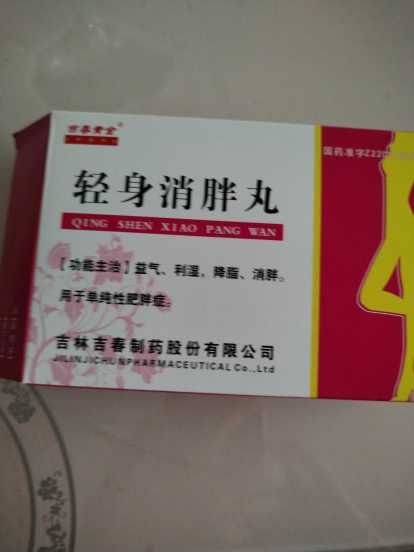 吉春黄金®
国药准字Z22
轻身消胖丸
QING SHEN XIAO PANG WAN
[功能主治]益气、利湿，降脂、消胖。
用于单纯性肥胖症。
吉林吉春制药股份有限公司
JILINJICHUNPHARMACEUTICAL Co.,Ltd